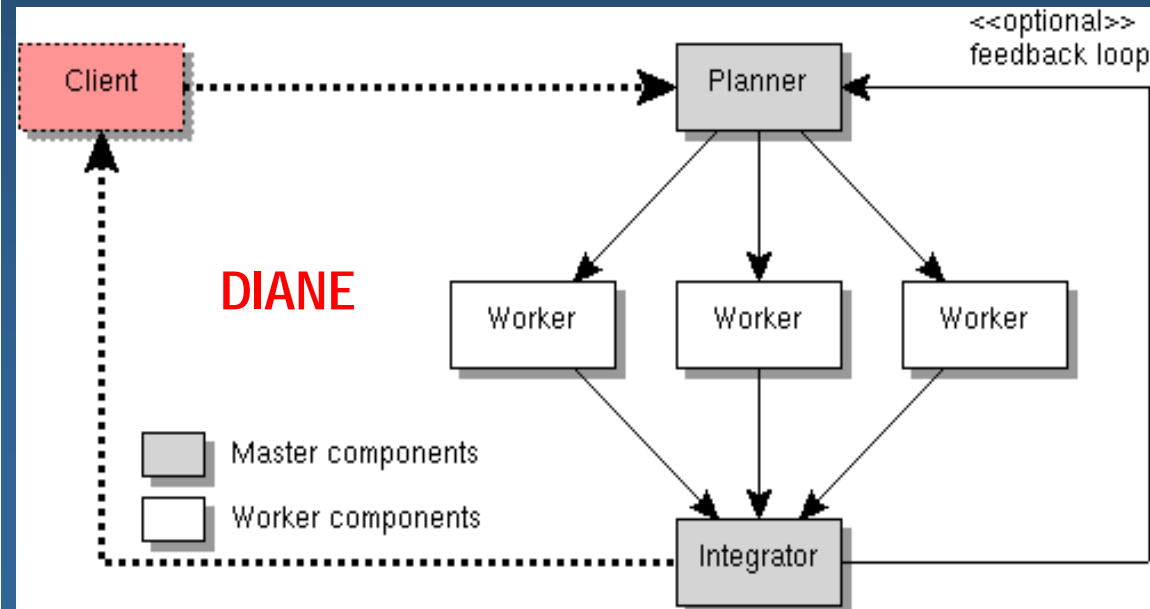 <<optional>>
feedback loop
Client
Planner
DIANE
Worker
Worker
Worker
Master components
Worker components
Integrator